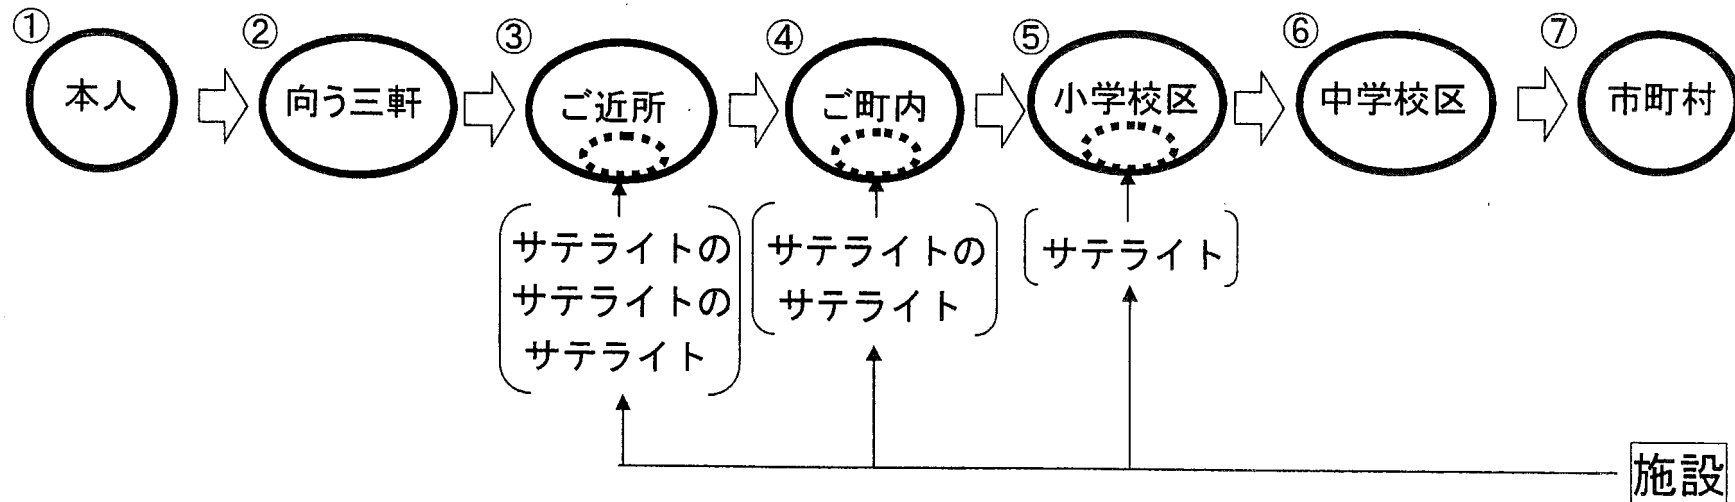 ① 本人
② 向う三軒
③ ご近所
④ ご町内
⑤ 小学校区
⑥ 中学校区
⑦ 市町村
サテライトの
サテライトの
サテライト
サテライトの
サテライト
サテライト
施設